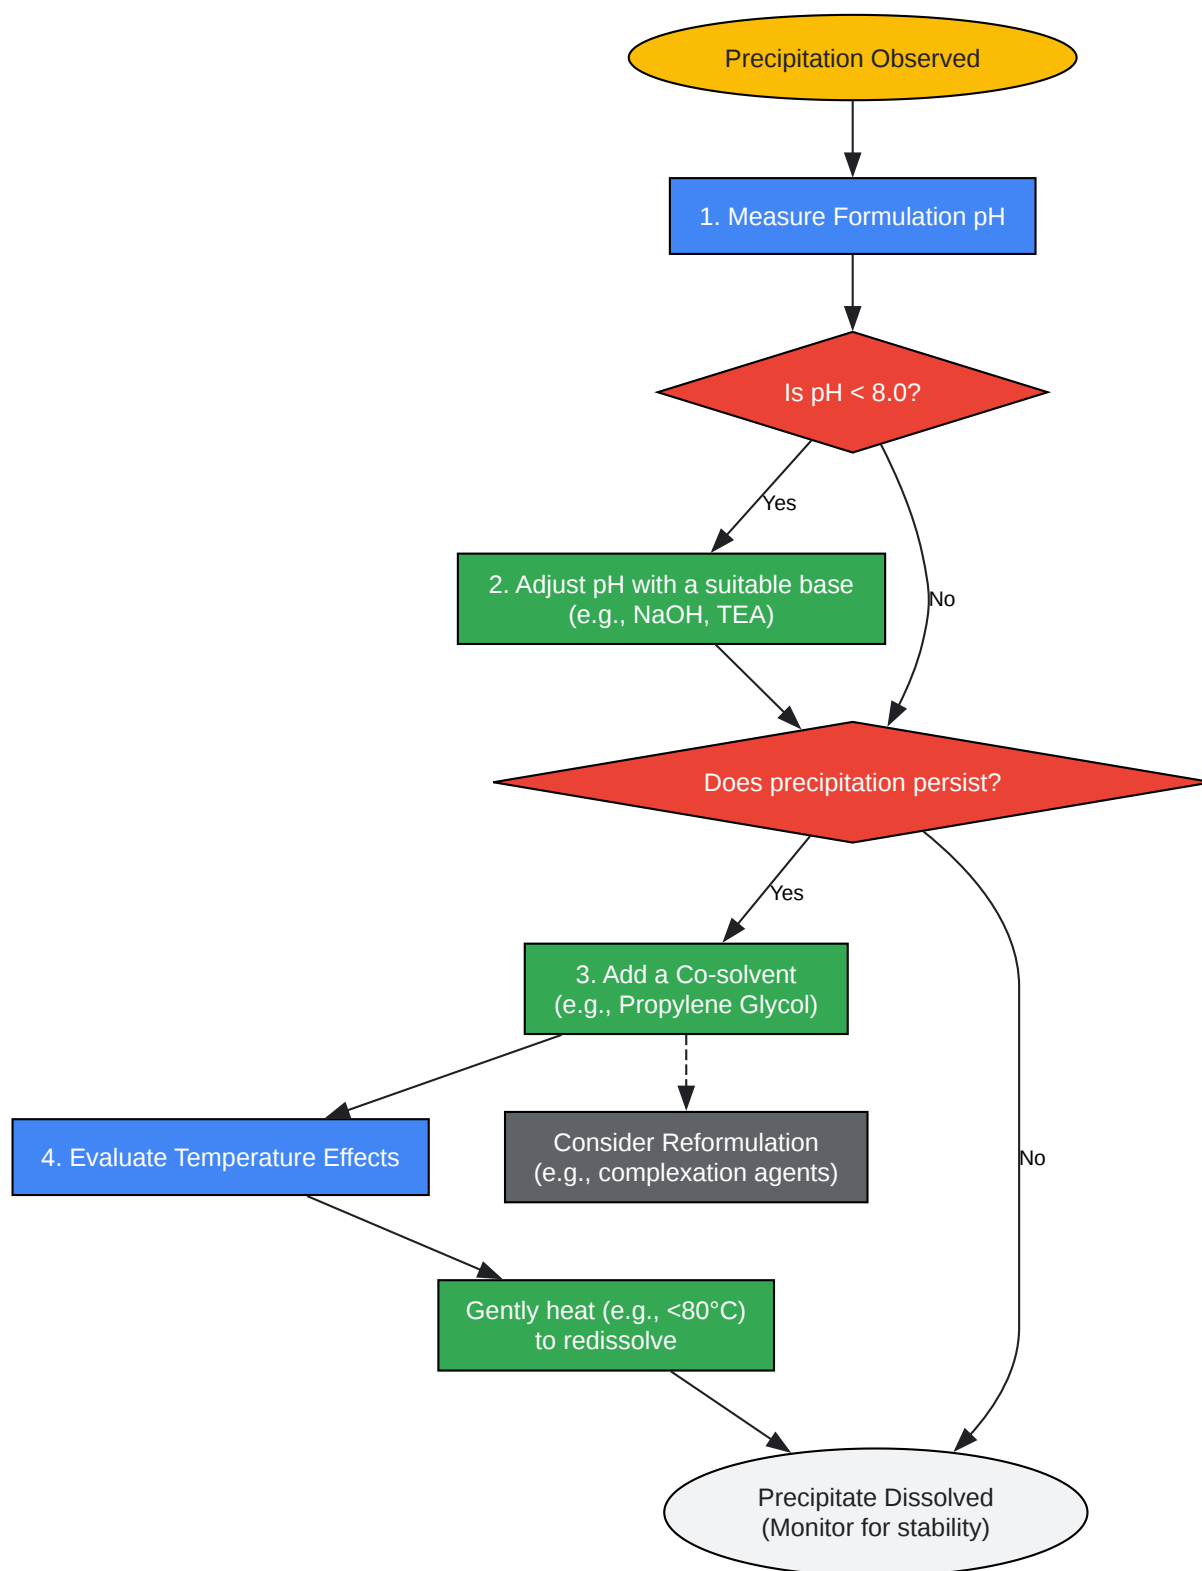 Precipitation Observed
1. Measure Formulation pH
Is pH < 8.0?
Yes
2. Adjust pH with a suitable base
(e.g., NaOH, TEA)
No
Does precipitation persist?
Yes
3. Add a Co-solvent
(e.g., Propylene Glycol)
4. Evaluate Temperature Effects
Consider Reformulation
(e.g., complexation agents)
No
Gently heat (e.g., <80°C)
to redissolve
Precipitate Dissolved
(Monitor for stability)